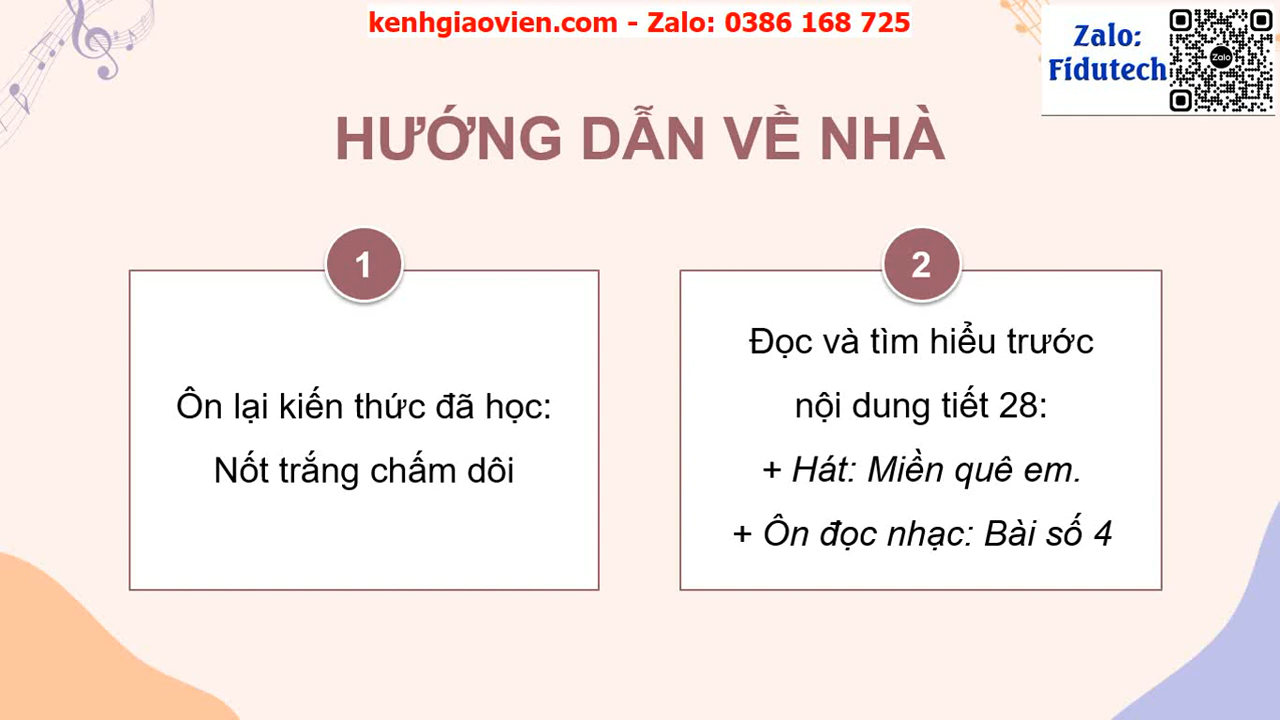 kenhgiaovien.com - Zalo: 0386 168 725
Zalo:
Fidutech
Zalo
HƯỚNG DẪN VỀ NHÀ
1
Ôn lại kiến thức đã học:
Nốt trắng chấm dôi
2
Đọc và tìm hiểu trước
nội dung tiết 28:
+ Hát: Miền quê em.
+ Ôn đọc nhạc: Bài số 4